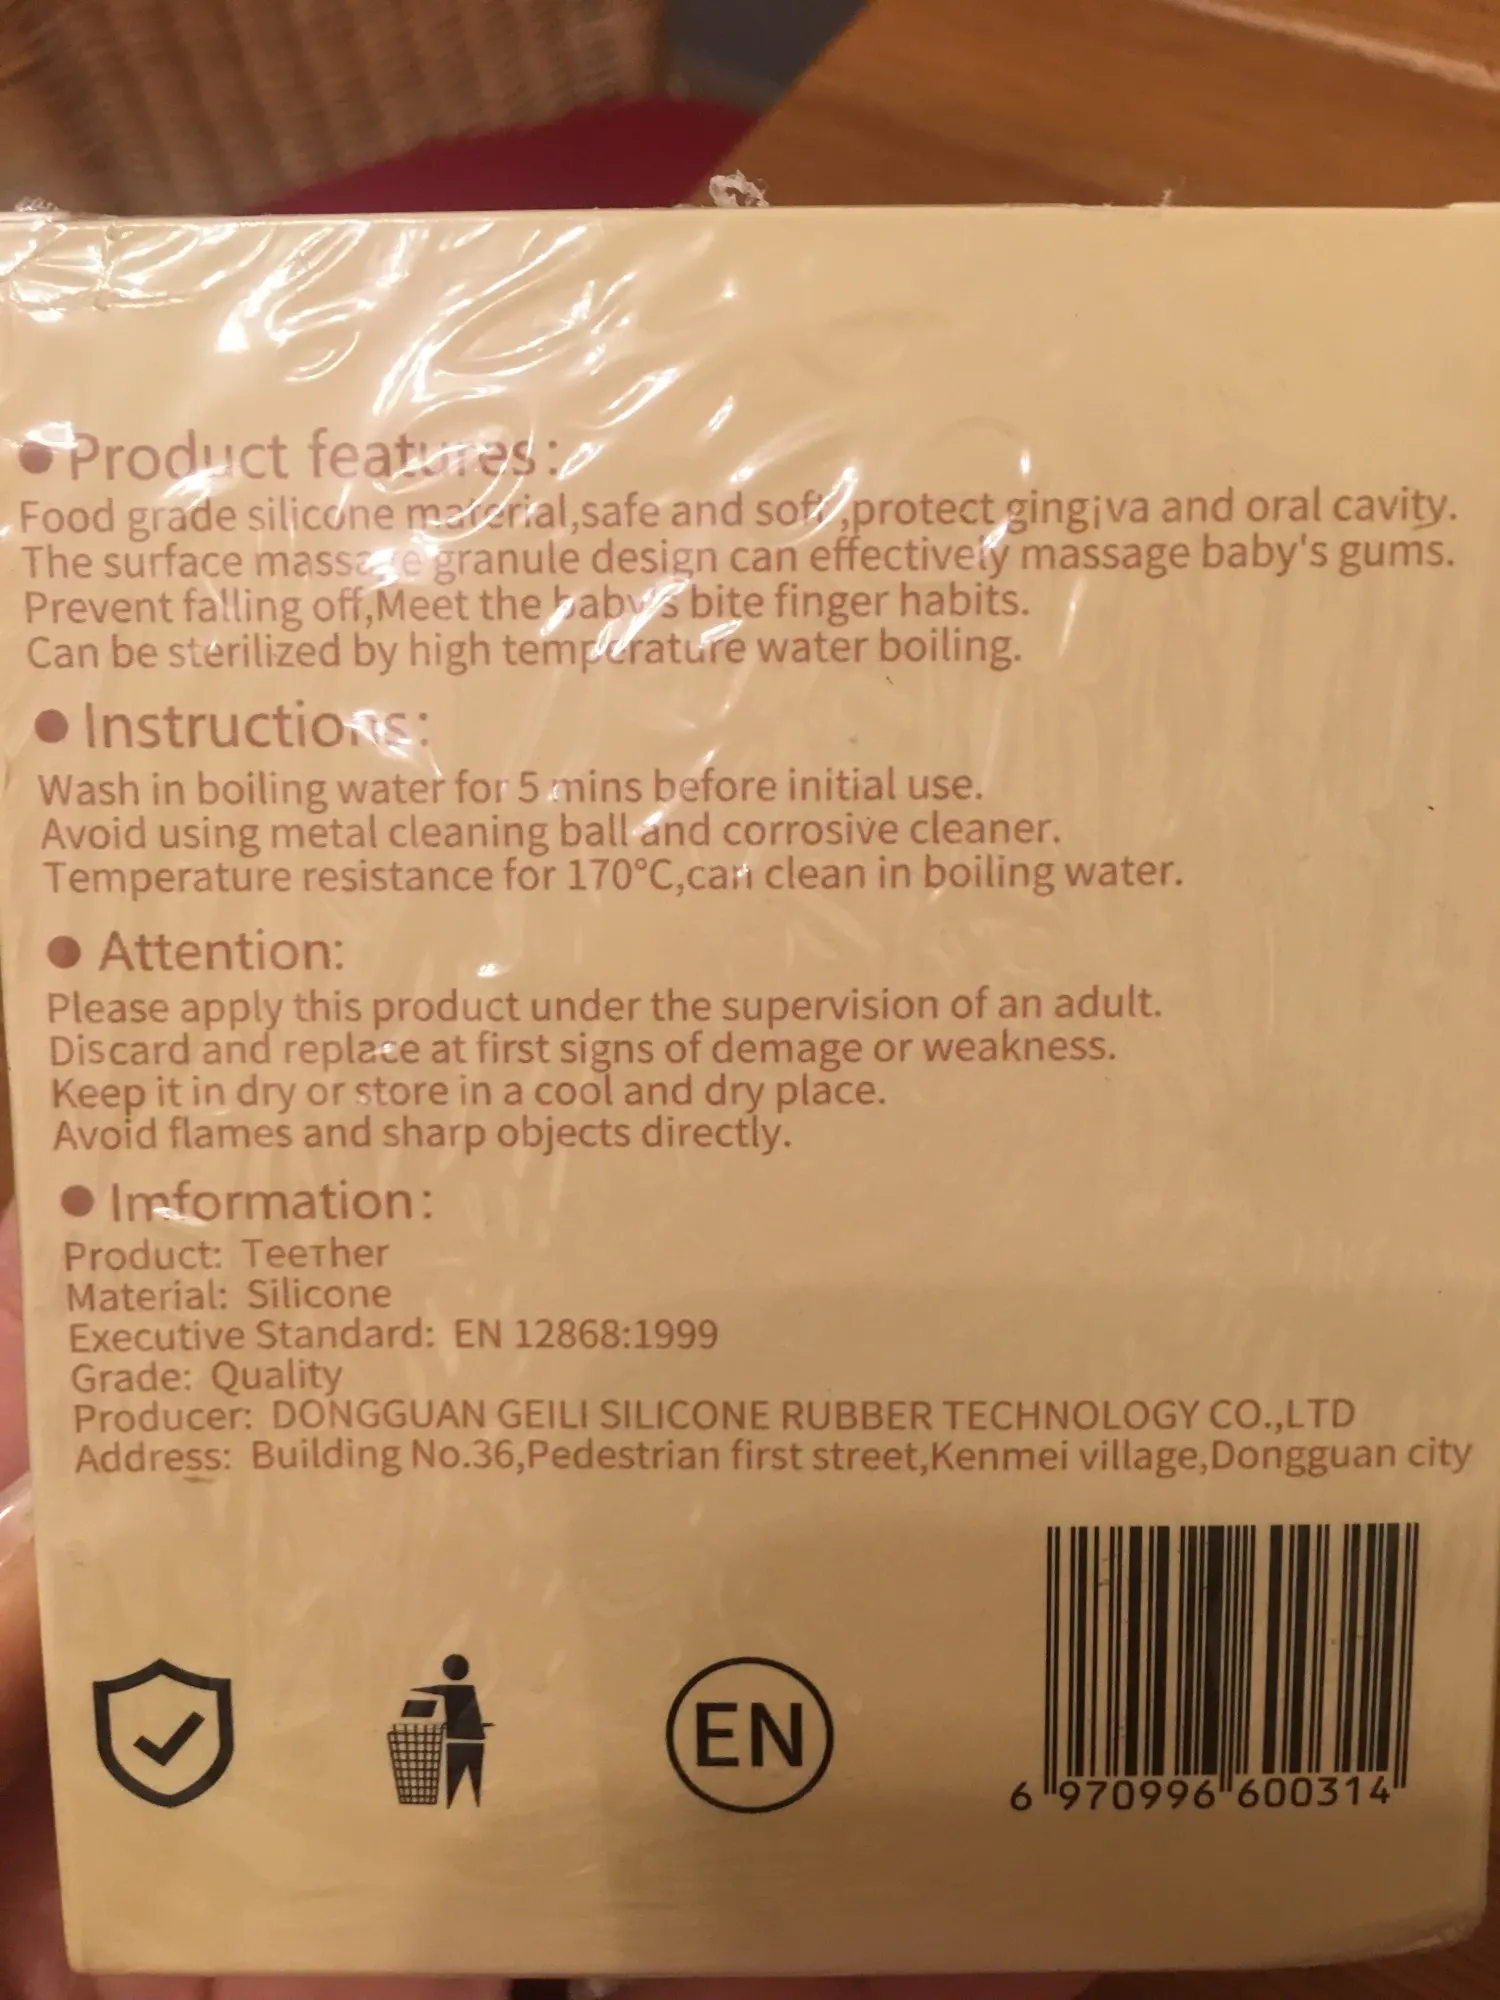 ● Product features:
Food grade silicone material,safe and soft ,protect ging¡va and oral cavity.
The surface massage granule design can effectively massage baby's gums.
Prevent falling off,Meet the baby's bite finger habits.
Can be sterilized by high temperature water boiling.
● Instructions:
Wash in boiling water for 5 mins before initial use.
Avoid using metal cleaning ball and corrosive cleaner.
Temperature resistance for 170°C,can clean in boiling water.
● Attention:
Please apply this product under the supervision of an adult.
Discard and replace at first signs of demage or weakness.
Keep it in dry or store in a cool and dry place.
Avoid flames and sharp objects directly.
● Imformation:
Product: TeeTher
Material: Silicone
Executive Standard: EN 12868:1999
Grade: Quality
Producer: DONGGUAN GEILI SILICONE RUBBER TECHNOLOGY CO.,LTD
Address: Building No.36,Pedestrian first street,Kenmei village,Dongguan city
EN
6 970996 600314